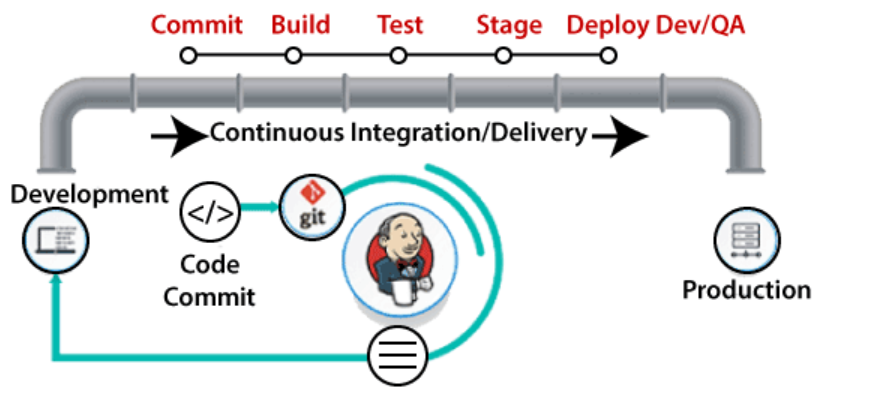 Commit Build Test Stage Deploy Dev/QA
Continuous Integration/Delivery
Development
</>
git
Code
Commit
Production